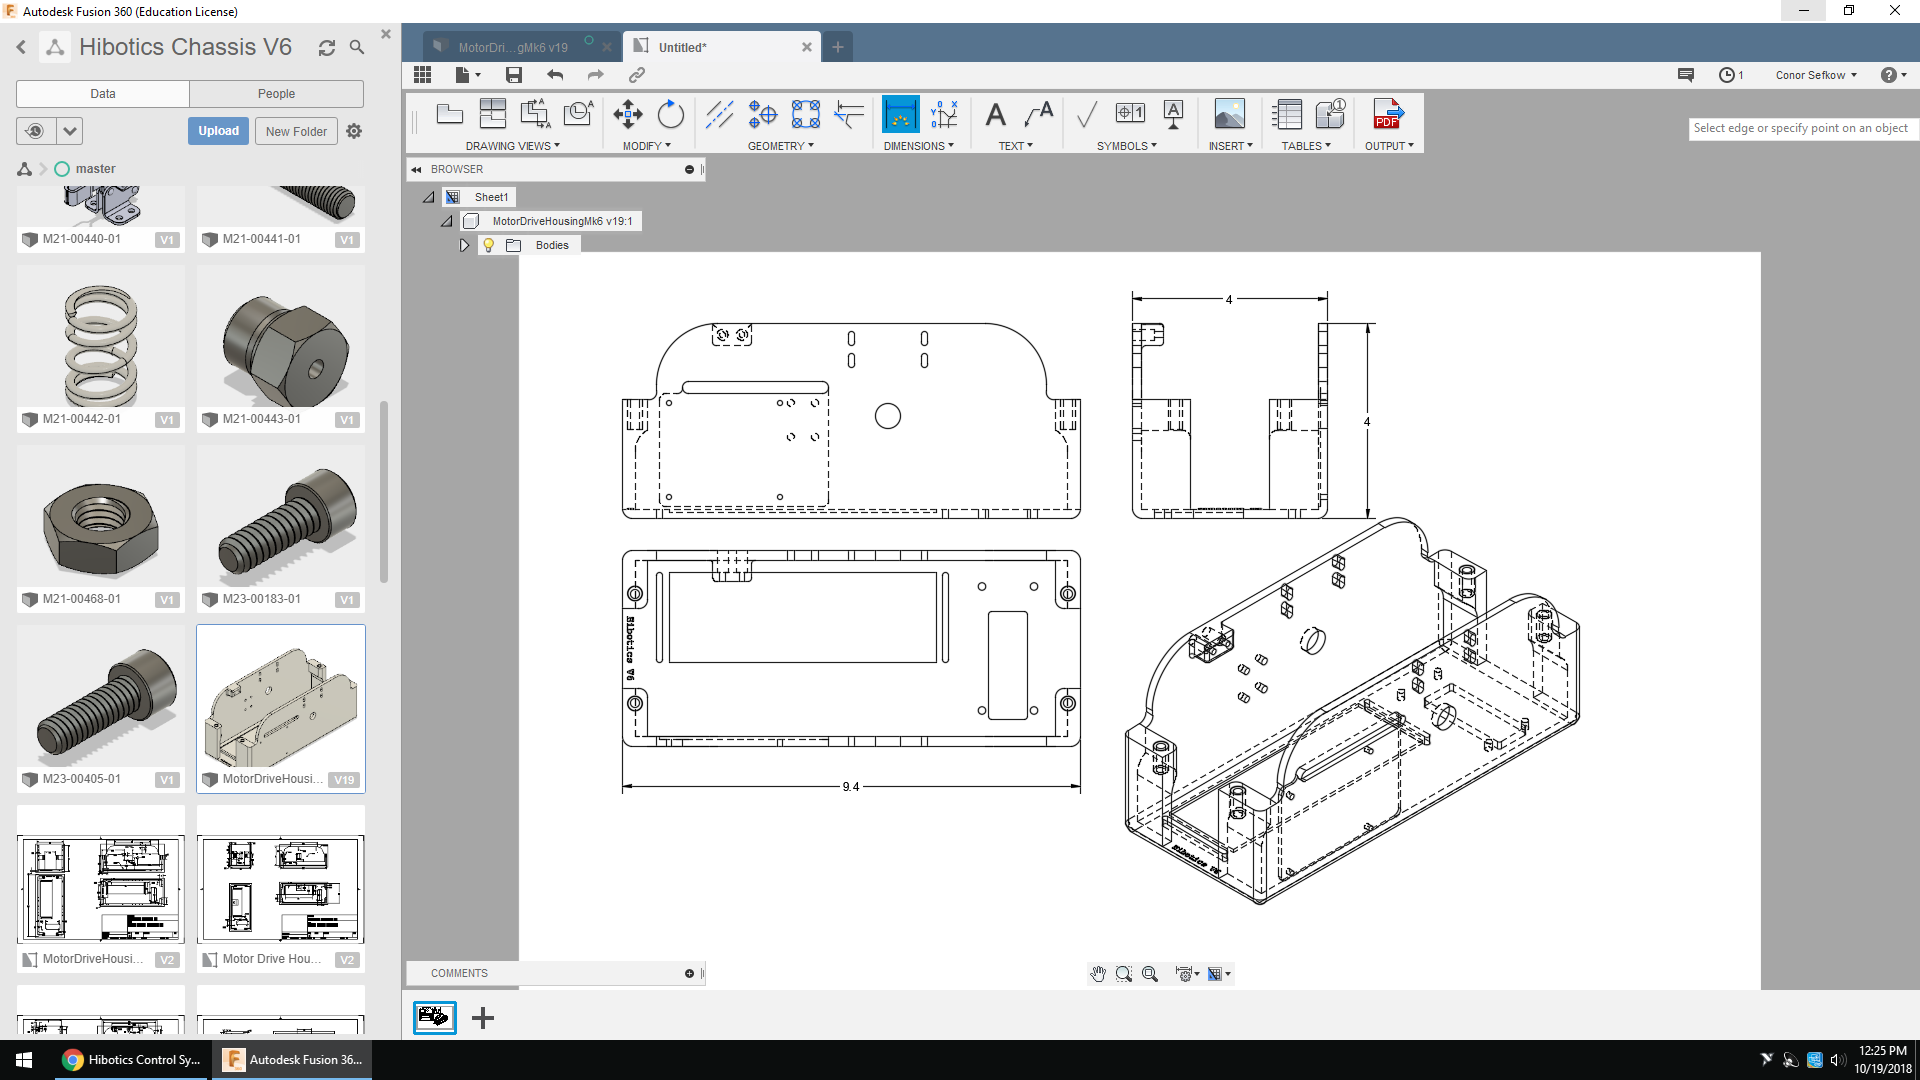 Autodesk Fusion 360 (Education License)
Hibotics Chassis V6
Data
People
Upload
New Folder
master
M21-00440-01
V1
M21-00441-01
V1
M21-00442-01
V1
M21-00443-01
V1
M21-00468-01
V1
M23-00183-01
V1
M23-00405-01
V1
MotorDriveHousi...
V19
MotorDriveHousi...
V2
Motor Drive Hou...
V2
MotorDri...gMk6 v19
Untitled*
1
Conor Sefkow
DRAWING VIEWS
MODIFY
GEOMETRY
DIMENSIONS
TEXT
SYMBOLS
INSERT
TABLES
OUTPUT
PDF
Select edge or specify point on an object
BROWSER
Sheet1
MotorDriveHousingMk6 v19:1
Bodies
4
4
9.4
Hibotics V6
Hibotics V6
COMMENTS
Hibotics Control Sy...
Autodesk Fusion 36...
12:25 PM
10/19/2018